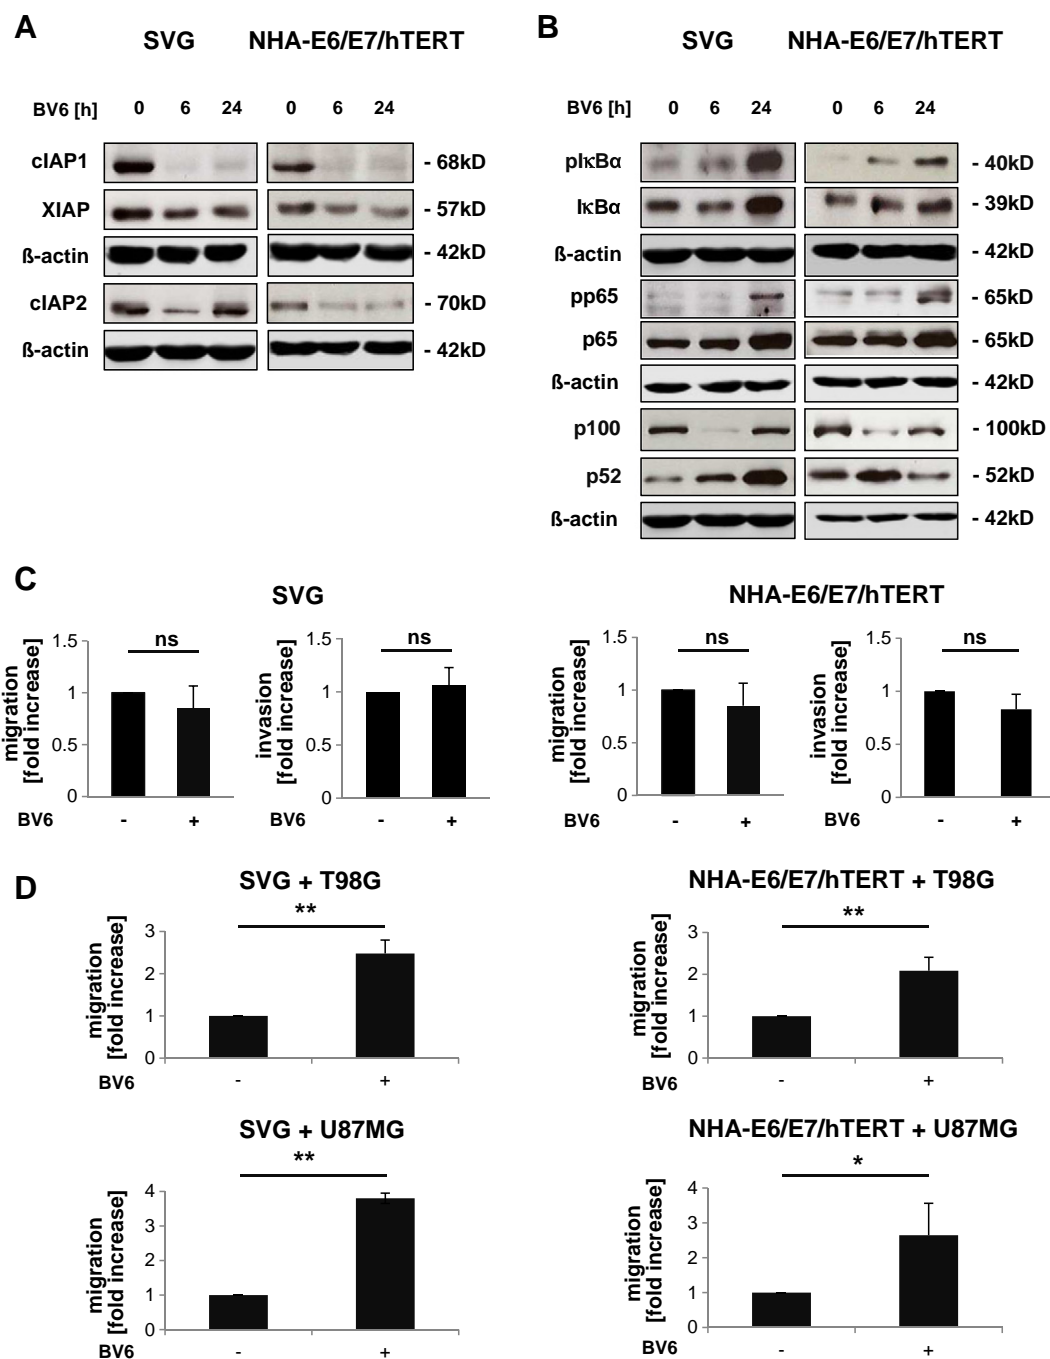 A
SVG NHA-E6/E7/hTERT
BV6 [h] 0 6 24 0 6 24
cIAP1 - 68kD
XIAP - 57kD
ß-actin - 42kD
cIAP2 - 70kD
ß-actin - 42kD
B
SVG NHA-E6/E7/hTERT
BV6 [h] 0 6 24 0 6 24
pIκBα - 40kD
IκBα - 39kD
ß-actin - 42kD
pp65 - 65kD
p65 - 65kD
ß-actin - 42kD
p100 - 100kD
p52 - 52kD
ß-actin - 42kD
C
SVG
migration
[fold increase]
1.5
1
0.5
0
ns
BV6 - +
invasion
[fold increase]
1.5
1
0.5
0
ns
- +
NHA-E6/E7/hTERT
migration
[fold increase]
1.5
1
0.5
0
ns
BV6 - +
invasion
[fold increase]
1.5
1
0.5
0
ns
BV6 - +
D
SVG + T98G
**
migration
[fold increase]
3
2
1
0
BV6 - +
NHA-E6/E7/hTERT + T98G
**
migration
[fold increase]
3
2
1
0
BV6 - +
SVG + U87MG
**
migration
[fold increase]
4
3
2
1
0
BV6 - +
NHA-E6/E7/hTERT + U87MG
*
migration
[fold increase]
4
3
2
1
0
BV6 - +